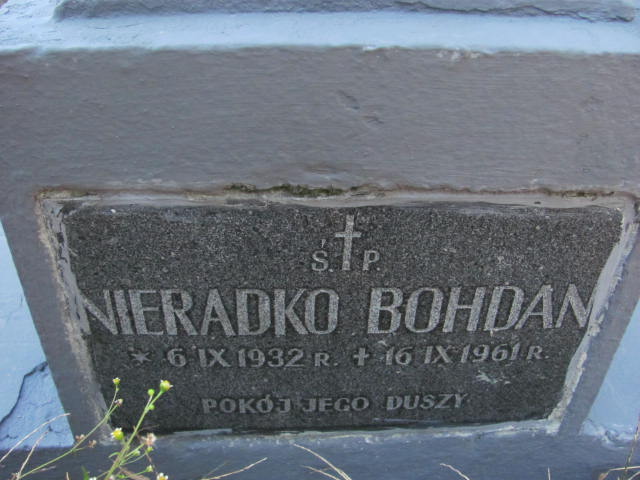 Ś. † P.
NIERADKO BOHDAN
* 6 IX 1932 R. + 16 IX 1961 R.
POKÓJ JEGO DUSZY